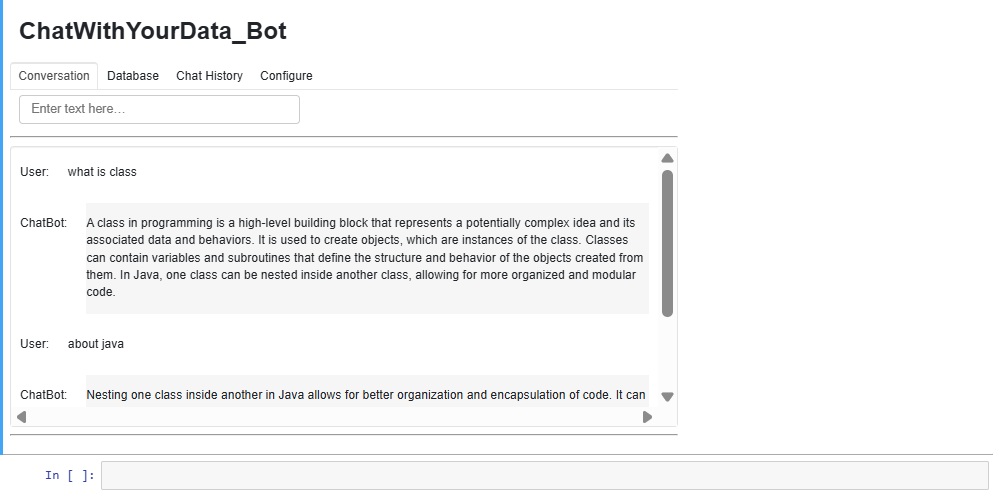 ChatWithYourData_Bot
Conversation Database Chat History Configure
Enter text here...
User: what is class
ChatBot: A class in programming is a high-level building block that represents a potentially complex idea and its
associated data and behaviors. It is used to create objects, which are instances of the class. Classes
can contain variables and subroutines that define the structure and behavior of the objects created from
them. In Java, one class can be nested inside another class, allowing for more organized and modular
code.
User: about java
ChatBot: Nesting one class inside another in Java allows for better organization and encapsulation of code. It can
In [ ]: